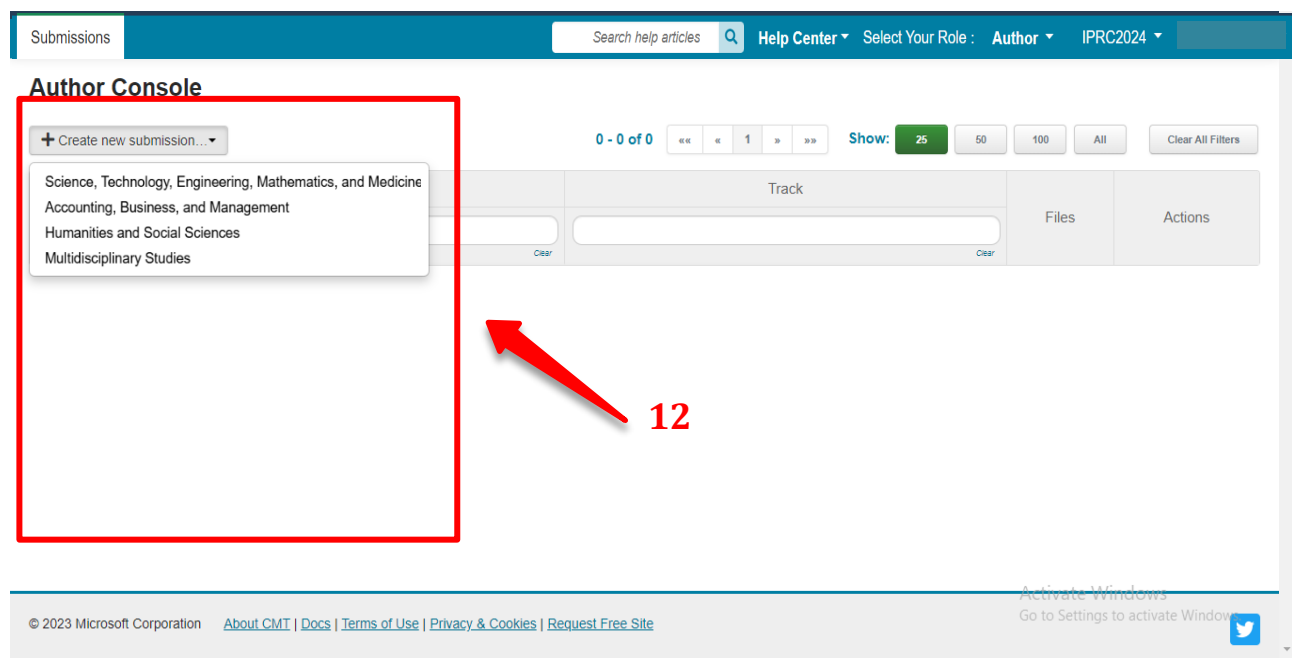 Submissions
Search help articles
Help Center
Select Your Role :
Author
IPRC2024
Author Console
+ Create new submission...
0 - 0 of 0
«« « 1 » »»
Show: 25 50 100 All
Clear All Filters
Science, Technology, Engineering, Mathematics, and Medicine
Accounting, Business, and Management
Humanities and Social Sciences
Multidisciplinary Studies
Track
Files
Actions
Clear
Clear
12
Activate Windows
Go to Settings to activate Windows.
© 2023 Microsoft Corporation About CMT | Docs | Terms of Use | Privacy & Cookies | Request Free Site